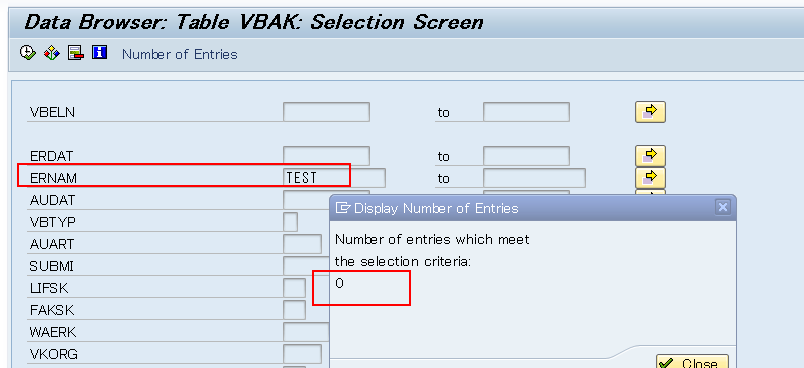 Data Browser: Table VBAK: Selection Screen
Number of Entries
VBELN to
ERDAT to
ERNAM TEST to
AUDAT
VBTYP
AUART
SUBMI
LIFSK
FAKSK
WAERK
VKORG
Display Number of Entries
Number of entries which meet
the selection criteria:
0
Close